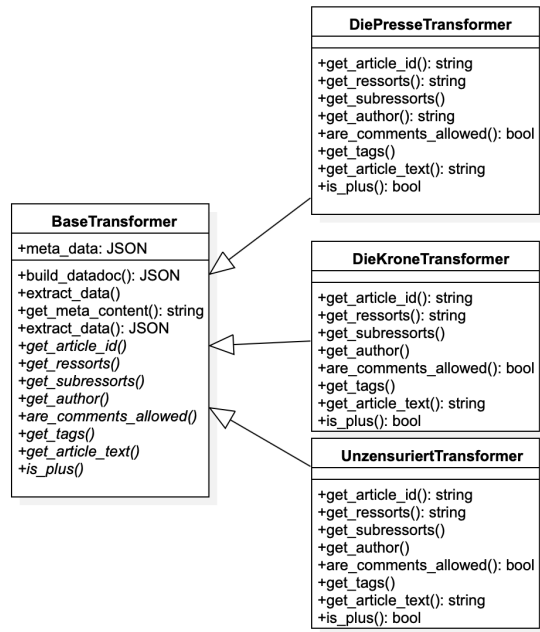 DiePresseTransformer
+get_article_id(): string
+get_ressorts(): string
+get_subressorts()
+get_author(): string
+are_comments_allowed(): bool
+get_tags()
+get_article_text(): string
+is_plus(): bool
BaseTransformer
+meta_data: JSON
+build_datadoc(): JSON
+extract_data()
+get_meta_content(): string
+extract_data(): JSON
+get_article_id()
+get_ressorts()
+get_subressorts()
+get_author()
+are_comments_allowed()
+get_tags()
+get_article_text()
+is_plus()
DieKroneTransformer
+get_article_id(): string
+get_ressorts(): string
+get_subressorts()
+get_author()
+are_comments_allowed(): bool
+get_tags()
+get_article_text(): string
+is_plus(): bool
UnzensuriertTransformer
+get_article_id(): string
+get_ressorts(): string
+get_subressorts()
+get_author()
+are_comments_allowed(): bool
+get_tags()
+get_article_text(): string
+is_plus(): bool